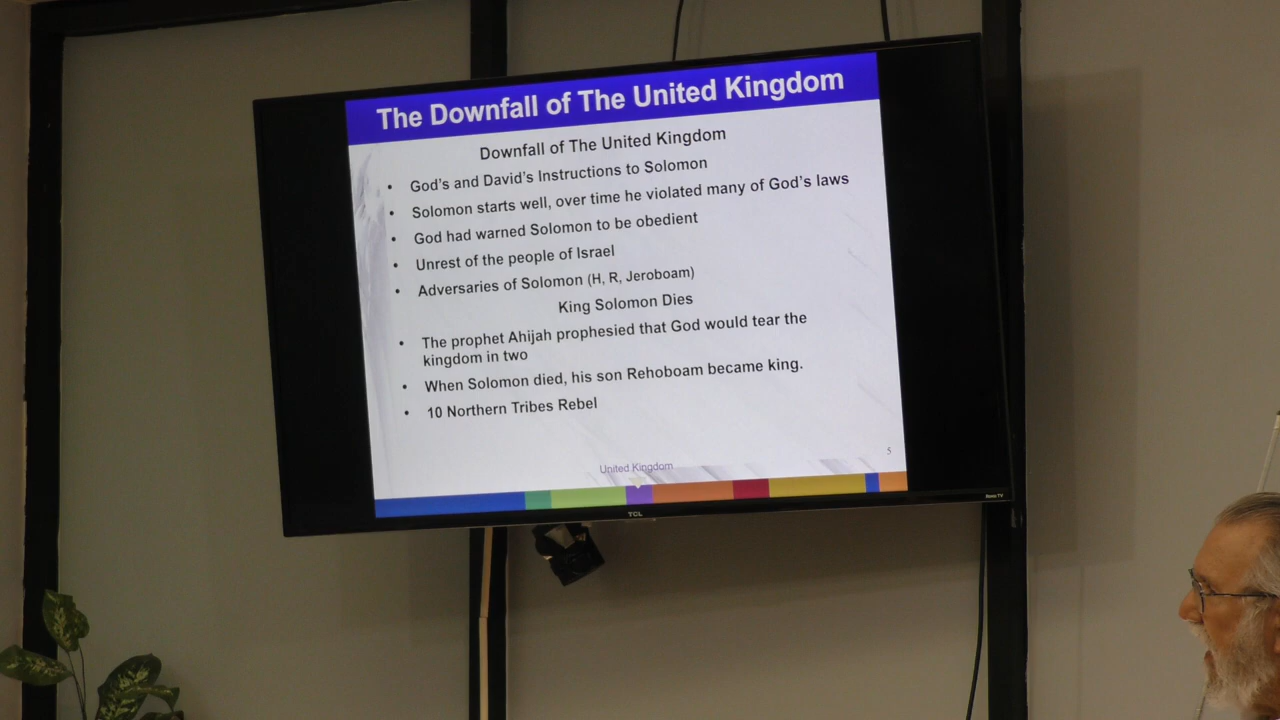 The Downfall of The United Kingdom
Downfall of The United Kingdom
• God's and David's Instructions to Solomon
• Solomon starts well, over time he violated many of God's laws
• God had warned Solomon to be obedient
• Unrest of the people of Israel
• Adversaries of Solomon (H, R, Jeroboam)
King Solomon Dies
• The prophet Ahijah prophesied that God would tear the
kingdom in two
• When Solomon died, his son Rehoboam became king.
• 10 Northern Tribes Rebel
5
United Kingdom
TCL
Roku TV